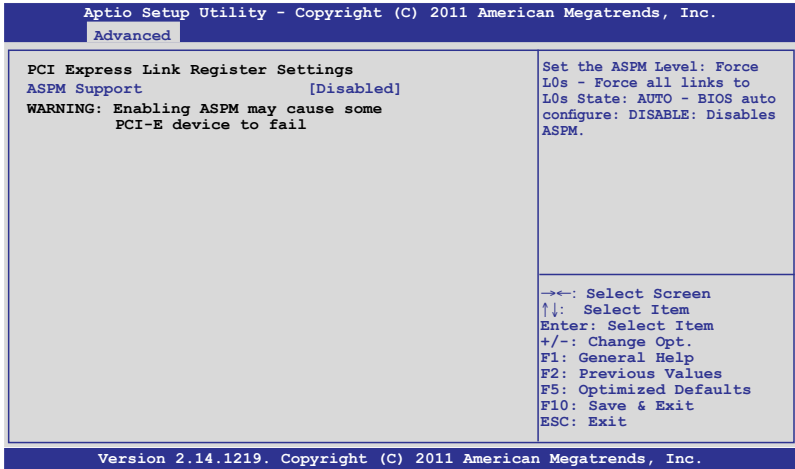 Aptio Setup Utility - Copyright (C) 2011 American Megatrends, Inc.
Advanced
PCI Express Link Register Settings
ASPM Support [Disabled]
WARNING: Enabling ASPM may cause some
PCI-E device to fail
Set the ASPM Level: Force
L0s - Force all links to
L0s State: AUTO - BIOS auto
configure: DISABLE: Disables
ASPM.
→←: Select Screen
↑↓: Select Item
Enter: Select Item
+/-: Change Opt.
F1: General Help
F2: Previous Values
F5: Optimized Defaults
F10: Save & Exit
ESC: Exit
Version 2.14.1219. Copyright (C) 2011 American Megatrends, Inc.